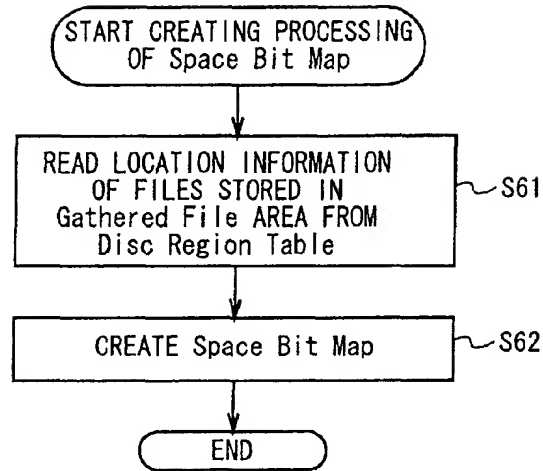 START CREATING PROCESSING
OF Space Bit Map
READ LOCATION INFORMATION
OF FILES STORED IN
Gathered File AREA FROM
Disc Region Table
S61
CREATE Space Bit Map
S62
END